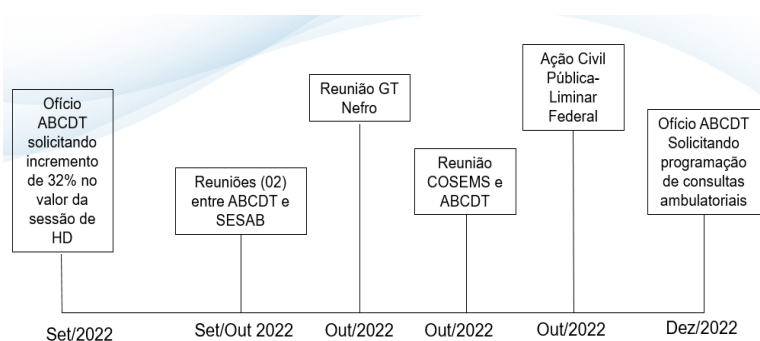 Ofício
ABCDT
solicitando
incremento
de 32% no
valor da
sessão de
HD
Reuniões (02)
entre ABCDT e
SESAB
Reunião GT
Nefro
Reunião
COSEMS e
ABCDT
Ação Civil
Pública-
Liminar
Federal
Ofício ABCDT
Solicitando
programação
de consultas
ambulatoriais
Set/2022
Set/Out 2022
Out/2022
Out/2022
Out/2022
Dez/2022